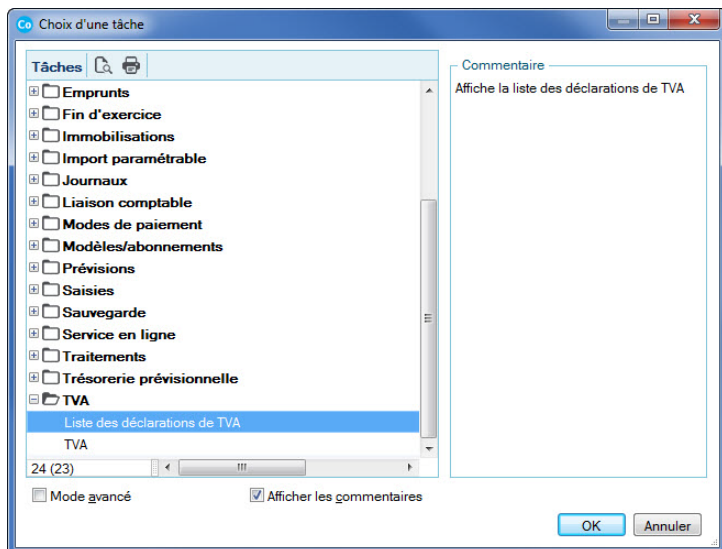 Co Choix d'une tâche
Tâches
Emprunts
Fin d'exercice
Immobilisations
Import paramétrable
Journaux
Liaison comptable
Modes de paiement
Modèles/abonnements
Prévisions
Saisies
Sauvegarde
Service en ligne
Traitements
Trésorerie prévisionnelle
TVA
Liste des déclarations de TVA
TVA
24 (23)
Commentaire
Affiche la liste des déclarations de TVA
Mode avancé
Afficher les commentaires
OK
Annuler